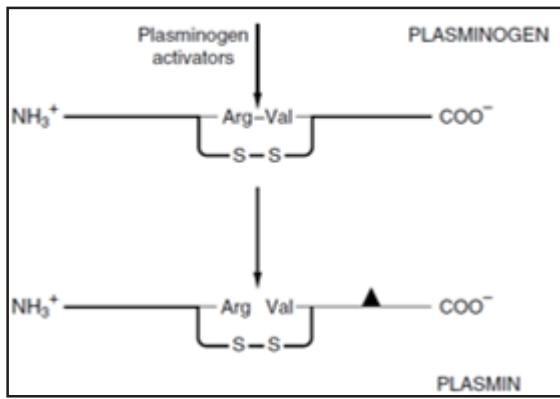 Plasminogen
activators
PLASMINOGEN
NH₃⁺ Arg–Val COO⁻
S–S
NH₃⁺ Arg Val COO⁻
S–S
PLASMIN